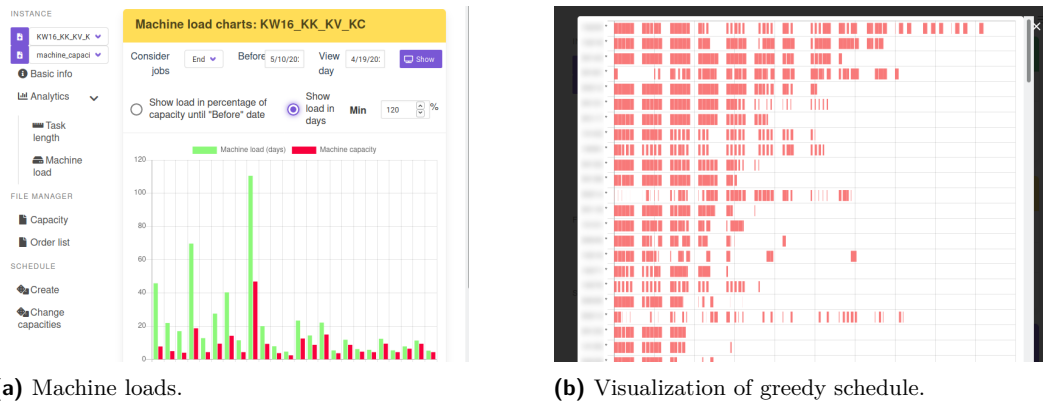 INSTANCE
KW16_KK_KV_K
machine_capaci
Basic info
Analytics
Task
length
Machine
load
FILE MANAGER
Capacity
Order list
SCHEDULE
Create
Change
capacities
Machine load charts: KW16_KK_KV_KC
Consider
jobs
End
Before
5/10/20
View
day
4/19/20
Show
Show load in percentage of
capacity until "Before" date
Show
load in
days
Min
120
%
Machine load (days)
Machine capacity
120
100
80
60
40
20
0
(a) Machine loads.
(b) Visualization of greedy schedule.